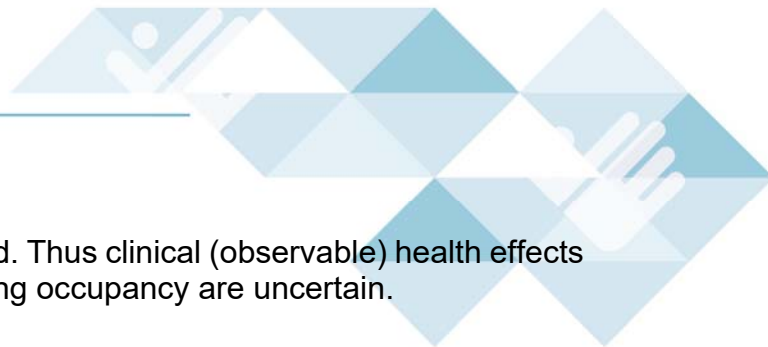 d. Thus clinical (observable) health effects
ng occupancy are uncertain.